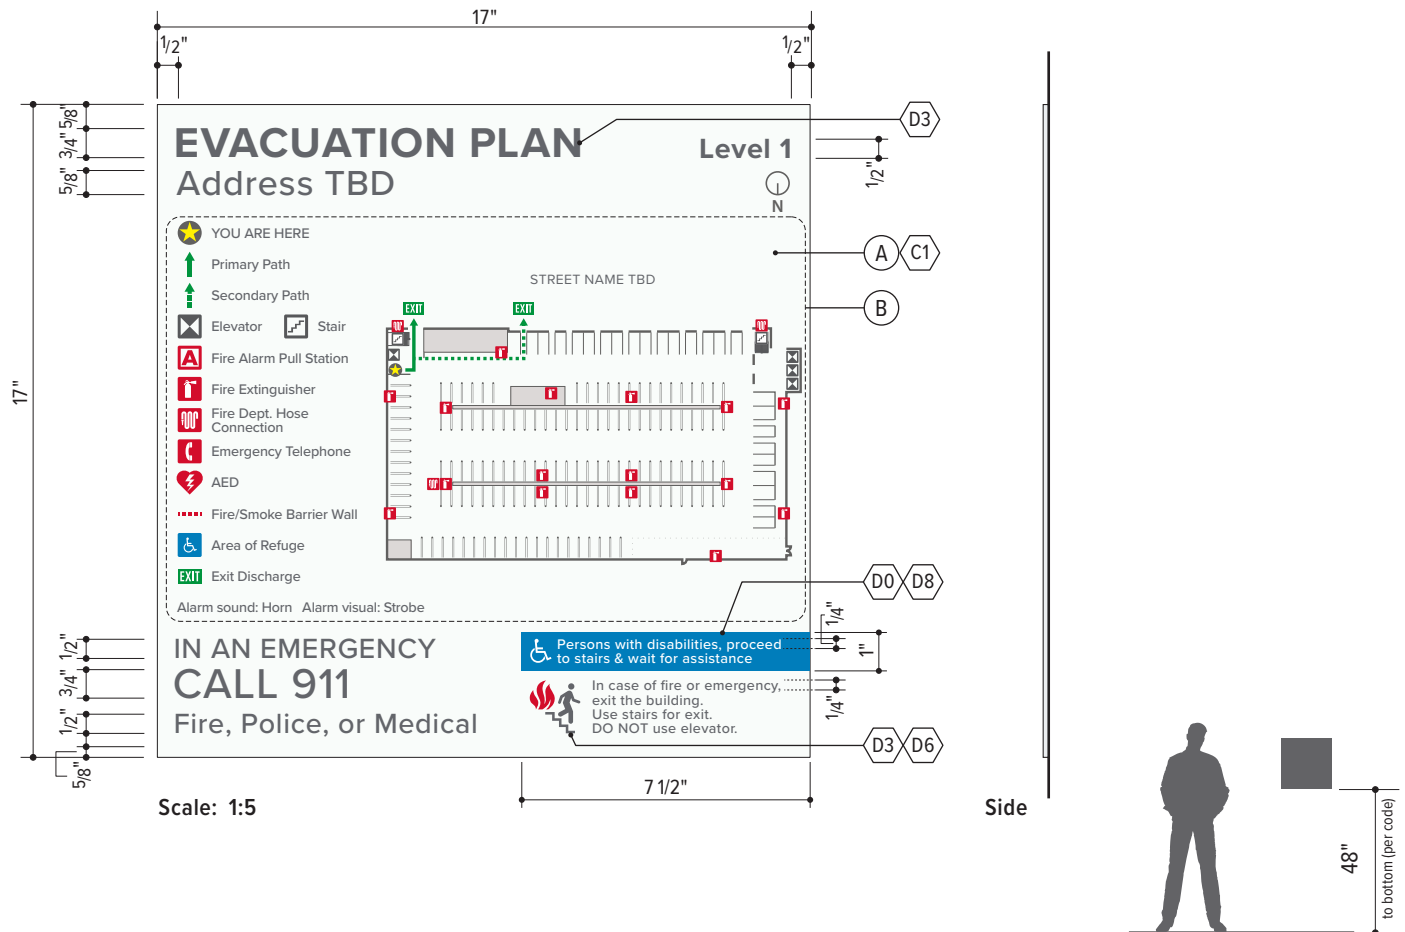 17"
1/2"
1/2"
5/8"
3/4"
5/8"
17"
EVACUATION PLAN
Address TBD
Level 1
N
D3
1/2"
YOU ARE HERE
Primary Path
Secondary Path
Elevator
Stair
A
Fire Alarm Pull Station
Fire Extinguisher
Fire Dept. Hose
Connection
Emergency Telephone
AED
Fire/Smoke Barrier Wall
Area of Refuge
EXIT
Exit Discharge
Alarm sound: Horn Alarm visual: Strobe
STREET NAME TBD
EXIT
EXIT
A
C1
B
D0
D8
1/4"
1"
1/4"
D3
D6
1/2"
3/4"
1/2"
5/8"
IN AN EMERGENCY
CALL 911
Fire, Police, or Medical
Persons with disabilities, proceed
to stairs & wait for assistance
In case of fire or emergency,
exit the building.
Use stairs for exit.
DO NOT use elevator.
7 1/2"
Scale: 1:5
Side
48"
to bottom (per code)